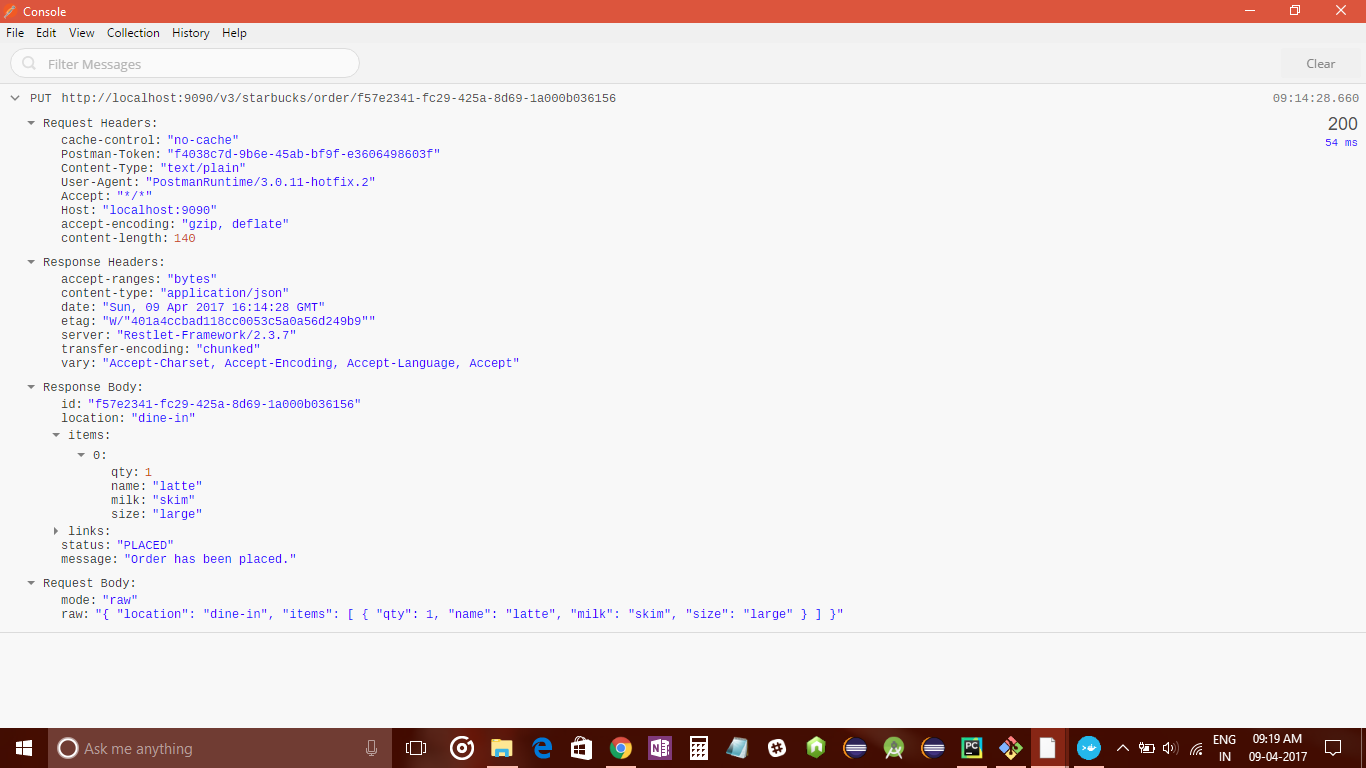 Console
File Edit View Collection History Help
Filter Messages Clear
PUT http://localhost:9090/v3/starbucks/order/f57e2341-fc29-425a-8d69-1a000b036156 09:14:28.660
Request Headers: 200
cache-control: "no-cache" 54 ms
Postman-Token: "f4038c7d-9b6e-45ab-bf9f-e3606498603f"
Content-Type: "text/plain"
User-Agent: "PostmanRuntime/3.0.11-hotfix.2"
Accept: "*/*"
Host: "localhost:9090"
accept-encoding: "gzip, deflate"
content-length: 140
Response Headers:
accept-ranges: "bytes"
content-type: "application/json"
date: "Sun, 09 Apr 2017 16:14:28 GMT"
etag: "W/"401a4ccbad118cc0053c5a0a56d249b9""
server: "Restlet-Framework/2.3.7"
transfer-encoding: "chunked"
vary: "Accept-Charset, Accept-Encoding, Accept-Language, Accept"
Response Body:
id: "f57e2341-fc29-425a-8d69-1a000b036156"
location: "dine-in"
items:
0:
qty: 1
name: "latte"
milk: "skim"
size: "large"
links:
status: "PLACED"
message: "Order has been placed."
Request Body:
mode: "raw"
raw: "{ "location": "dine-in", "items": [ { "qty": 1, "name": "latte", "milk": "skim", "size": "large" } ] }"
Ask me anything
N
PC
ENG 09:19 AM
IN 09-04-2017